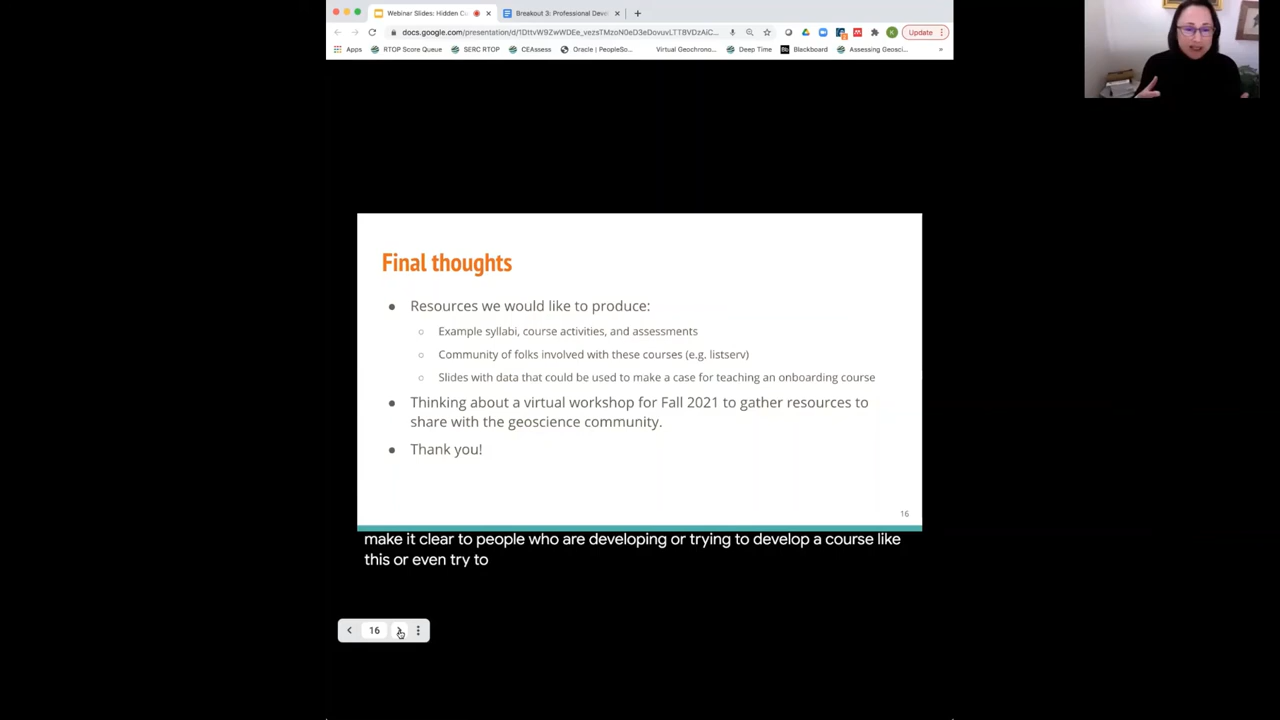 Webinar Slides: Hidden Cu
Breakout 3: Professional Deve
docs.google.com/presentation/d/1DttvW9ZwWDEe_vezsTMzoN0eD3eDovuvLTT8VDzAiC...
Update
Apps
RTOP Score Queue
SERC RTOP
CEAssess
Oracle | PeopleSo...
Virtual Geochrono...
Deep Time
Bb
Blackboard
Assessing Geosci...
»
Final thoughts
● Resources we would like to produce:
○ Example syllabi, course activities, and assessments
○ Community of folks involved with these courses (e.g. listserv)
○ Slides with data that could be used to make a case for teaching an onboarding course
● Thinking about a virtual workshop for Fall 2021 to gather resources to
share with the geoscience community.
● Thank you!
16
make it clear to people who are developing or trying to develop a course like
this or even try to
16